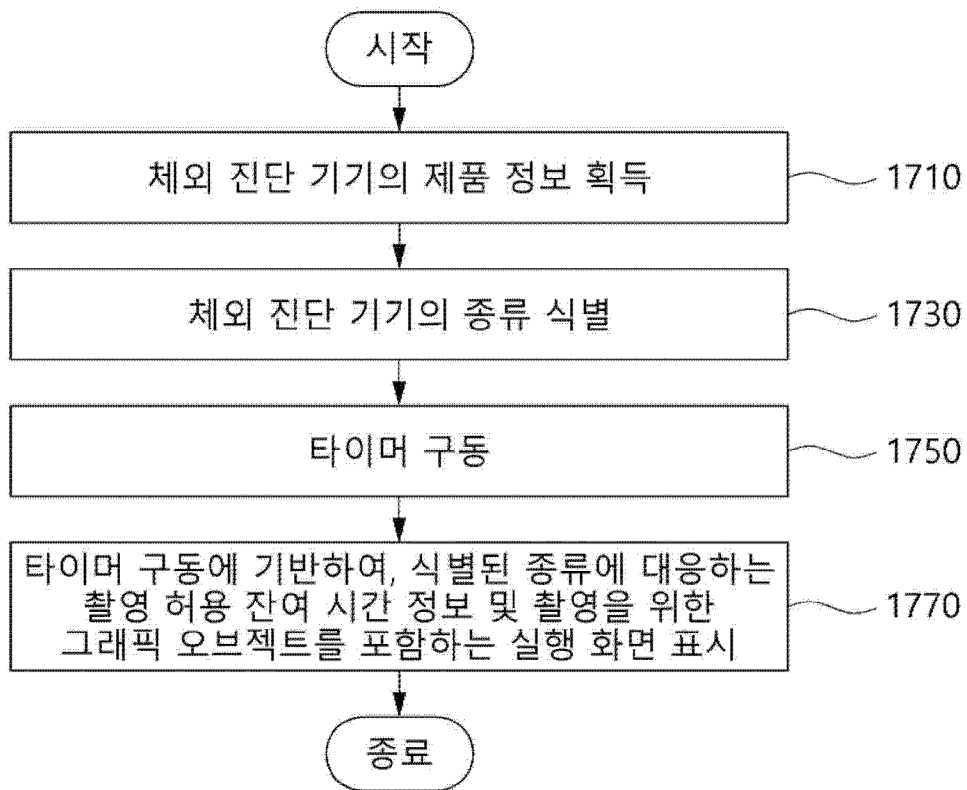 시작
체외 진단 기기의 제품 정보 획득
1710
체외 진단 기기의 종류 식별
1730
타이머 구동
1750
타이머 구동에 기반하여, 식별된 종류에 대응하는
촬영 허용 잔여 시간 정보 및 촬영을 위한
그래픽 오브젝트를 포함하는 실행 화면 표시
1770
종료